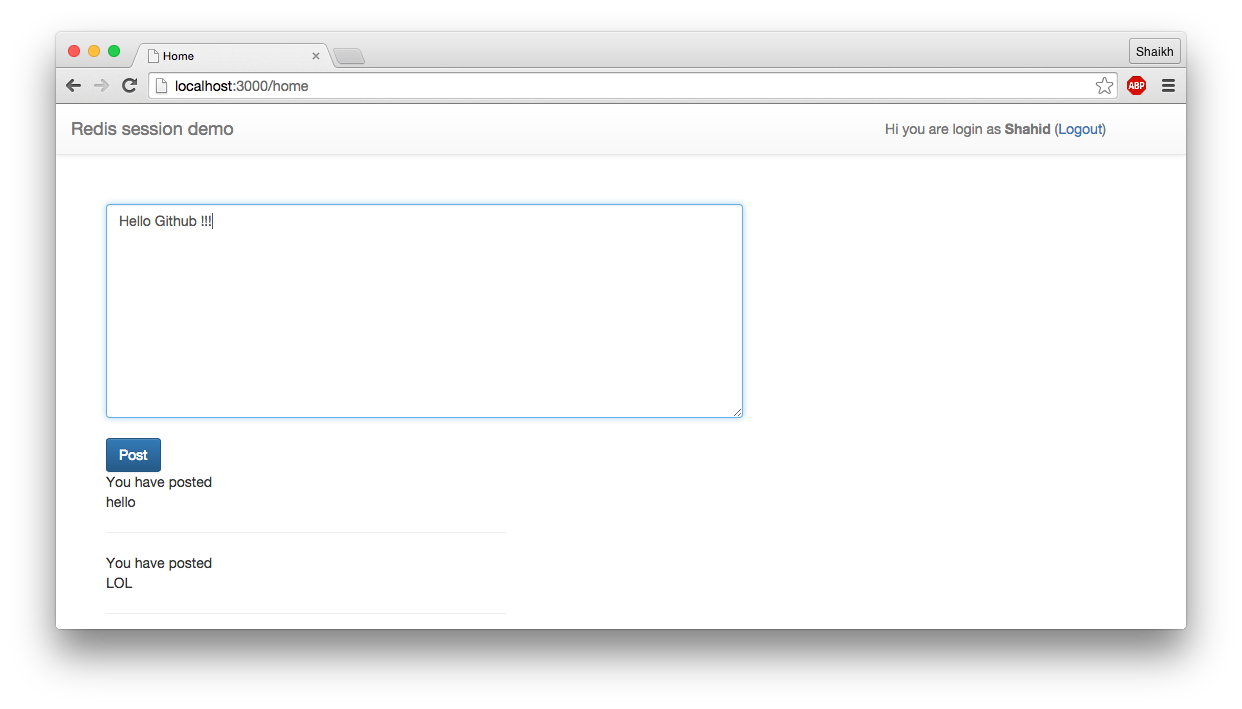 Home
Shaikh
localhost:3000/home
ABP
Redis session demo
Hi you are login as Shahid (Logout)
Hello Github !!!
Post
You have posted
hello
You have posted
LOL